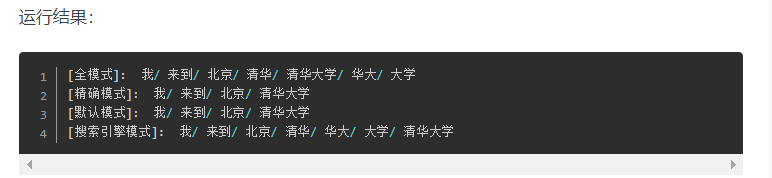 运行结果：
1 [全模式]： 我/ 来到/ 北京/ 清华/ 清华大学/ 华大/ 大学
2 [精确模式]： 我/ 来到/ 北京/ 清华大学
3 [默认模式]： 我/ 来到/ 北京/ 清华大学
4 [搜索引擎模式]： 我/ 来到/ 北京/ 清华/ 华大/ 大学/ 清华大学